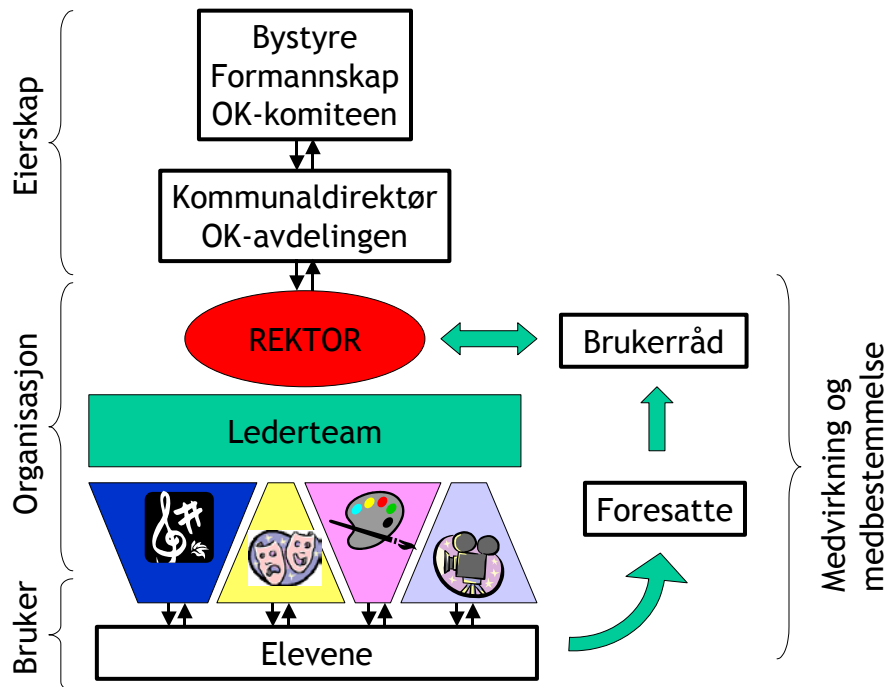 Eierskap
Bystyre
Formannskap
OK-komiteen
Kommunaldirektør
OK-avdelingen
Organisasjon
REKTOR
Brukerråd
Lederteam
Foresatte
Medvirkning og
medbestemmelse
Bruker
Elevene